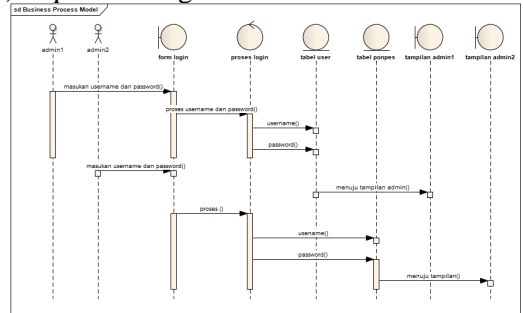 sd Business Process Model
admin1
admin2
form login
proses login
tabel user
tabel ponpes
tampilan admin1
tampilan admin2
masukan username dan password()
proses username dan password()
username()
password()
masukan username dan password()
menuju tampilan admin()
proses ()
usename()
password()
menuju tampilan()